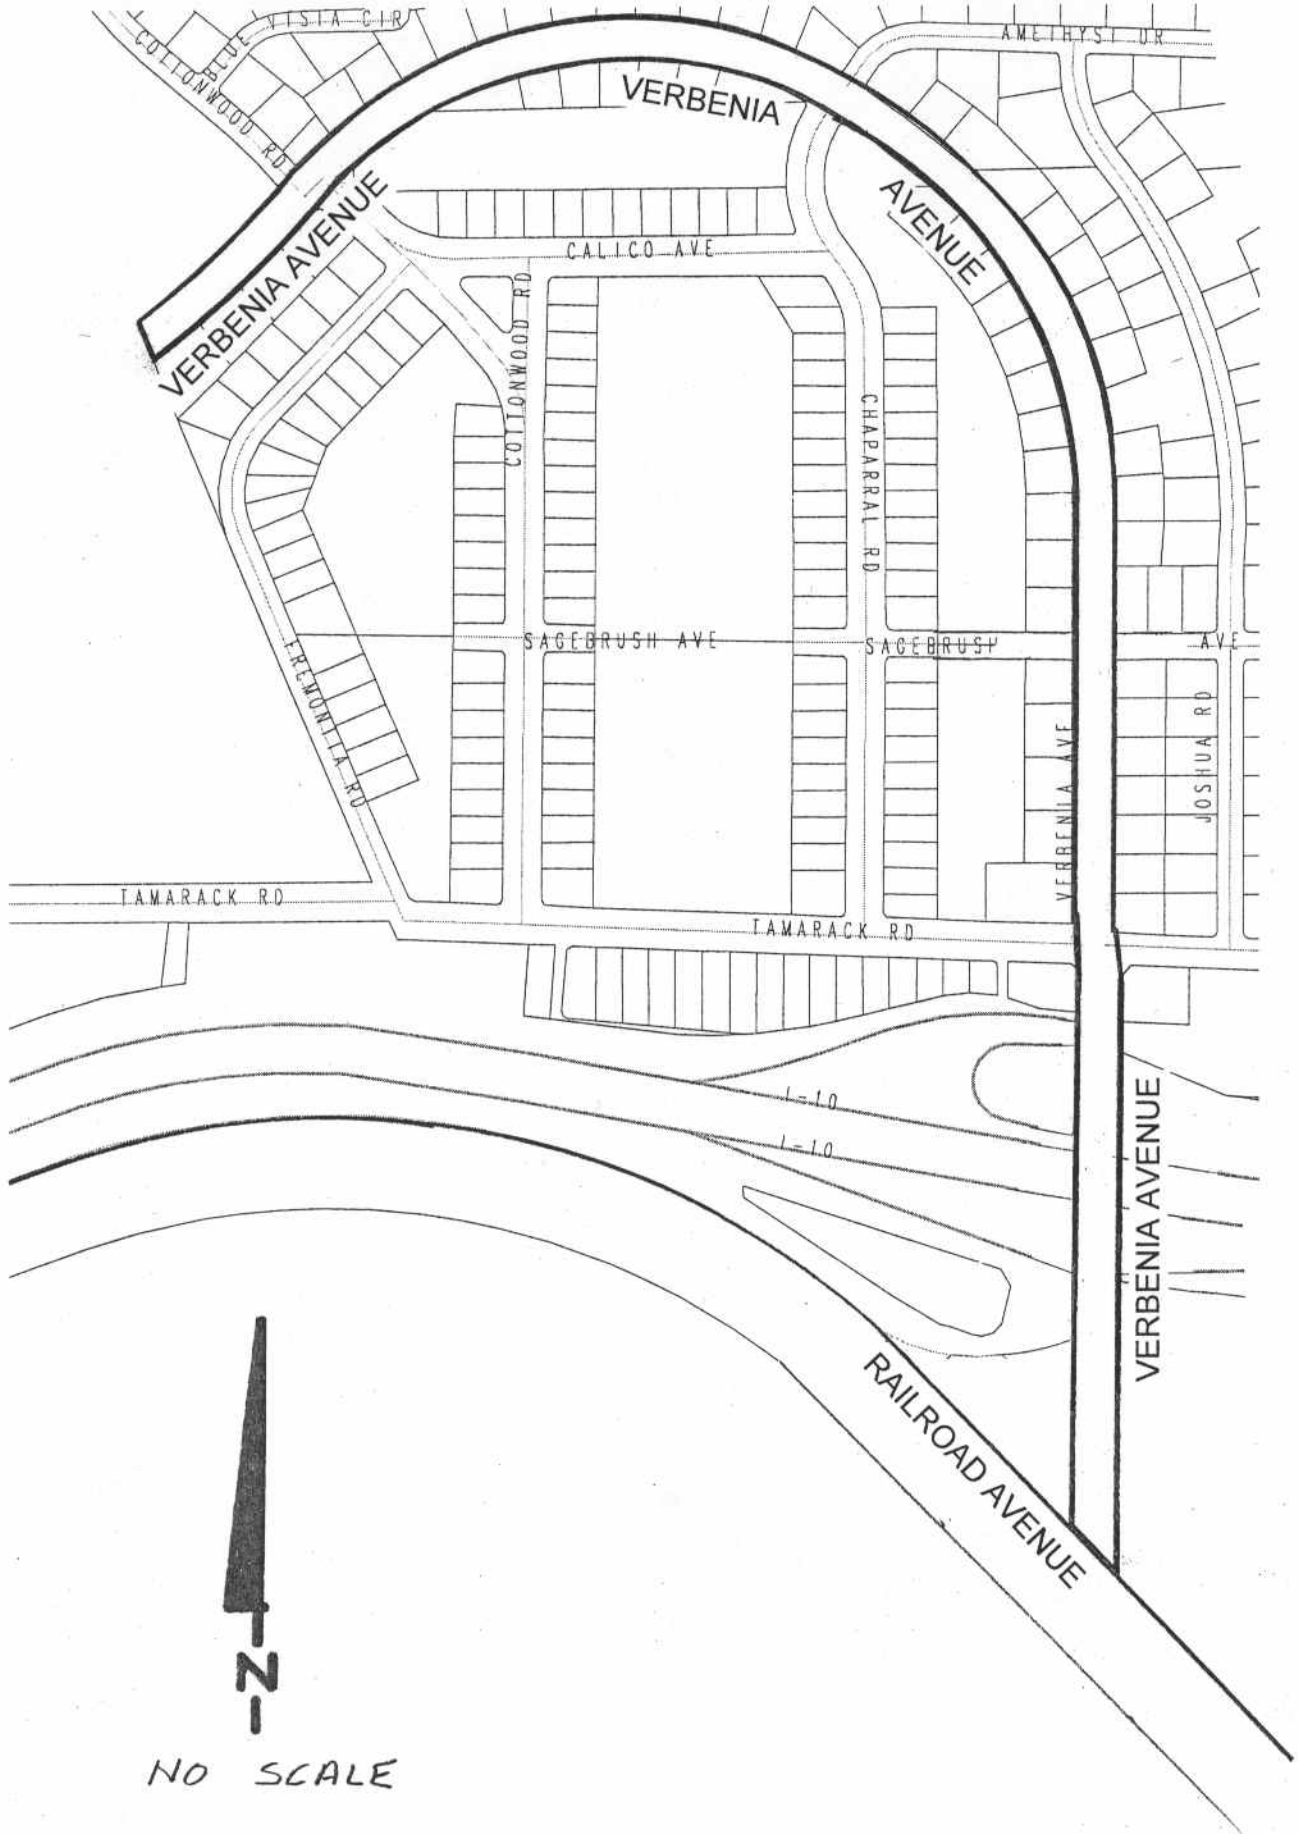 VISTA CIR
BLUE
COTTONWOOD RD
AMETHYST DR
VERBENIA
AVENUE
VERBENIA AVENUE
CALICO AVE
COTTONWOOD RD
CHAPARRAL RD
SAGEBRUSH AVE
SAGEBRUSH
AVE
FREMONTIA RD
VERBENIA AVE
JOSHUA RD
TAMARACK RD
TAMARACK RD
I-10
I-10
VERBENIA AVENUE
RAILROAD AVENUE
N
NO SCALE